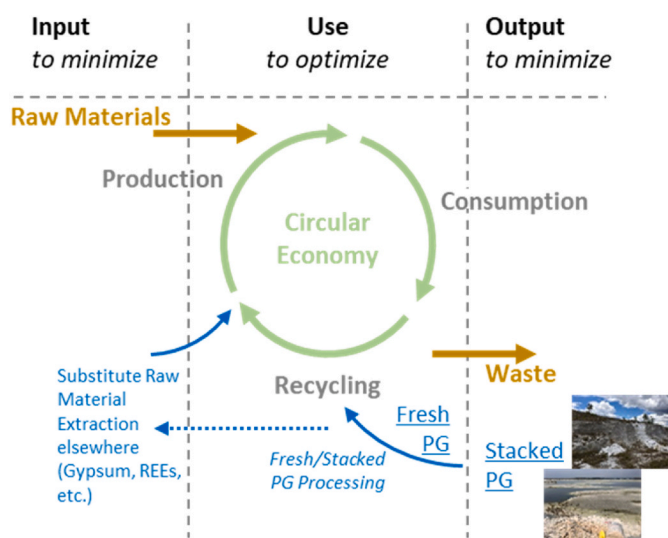 Input
to minimize
Use
to optimize
Output
to minimize
Raw Materials
Production
Consumption
Circular
Economy
Recycling
Waste
Substitute Raw
Material
Extraction
elsewhere
(Gypsum, REEs,
etc.)
Fresh/Stacked
PG Processing
Fresh
PG
Stacked
PG